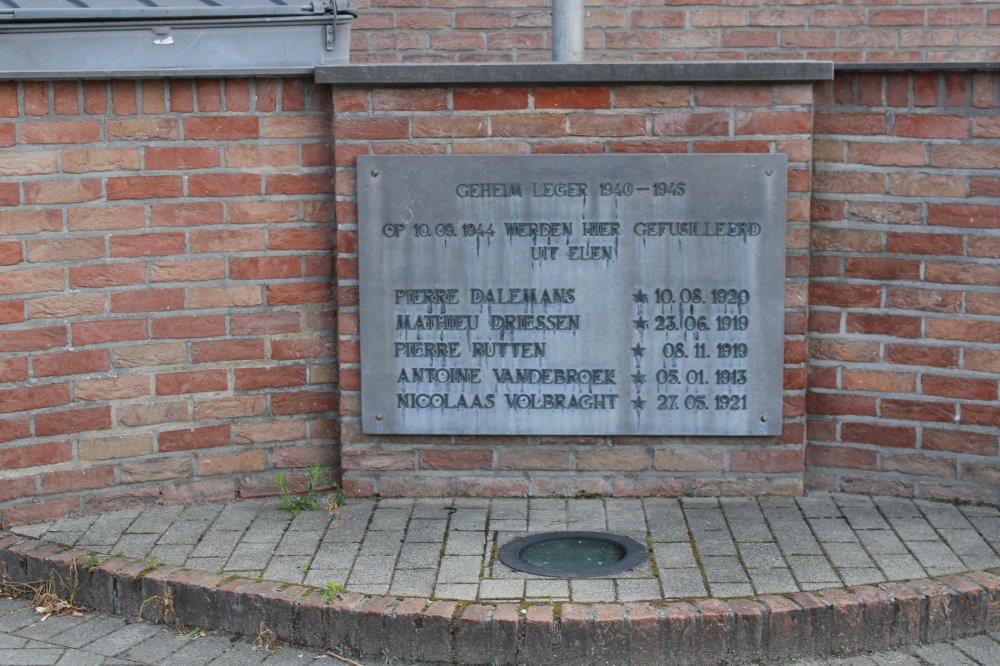 GEHEIM LEGER 1940 - 1945
OP 10.09.1944 WERDEN HIER GEFUSILLEERD
UIT ELEN
PIERRE DALEMANS ★ 10.08.1920
MATHIEU DRIESSEN ★ 23.06.1919
PIERRE RUTTEN ★ 08.11.1919
ANTOINE VANDEBROEK ★ 05.01.1913
NICOLAAS VOLBRAGHT ★ 27.05.1921